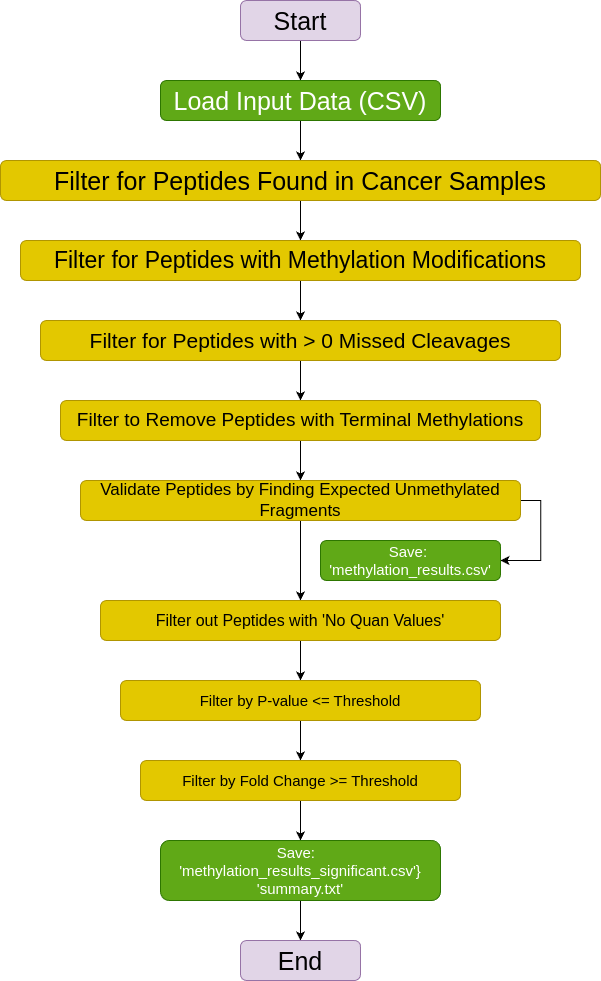 Start
Load Input Data (CSV)
Filter for Peptides Found in Cancer Samples
Filter for Peptides with Methylation Modifications
Filter for Peptides with > 0 Missed Cleavages
Filter to Remove Peptides with Terminal Methylations
Validate Peptides by Finding Expected Unmethylated
Fragments
Save:
'methylation_results.csv'
Filter out Peptides with 'No Quan Values'
Filter by P-value <= Threshold
Filter by Fold Change >= Threshold
Save:
'methylation_results_significant.csv'}
'summary.txt'
End